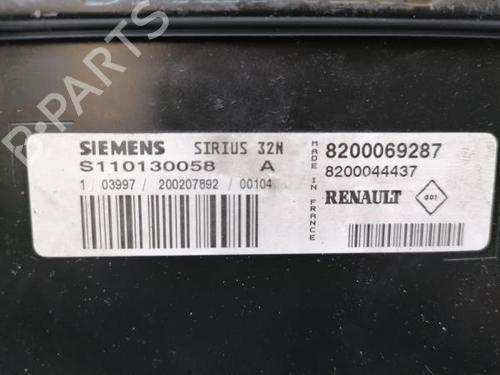 SIEMENS SIRIUS 32N
S110130058 A
1 / 03997 / 200207892 / 00104
MADE IN FRANCE
8200069287
8200044437
RENAULT
001
B-PARTS